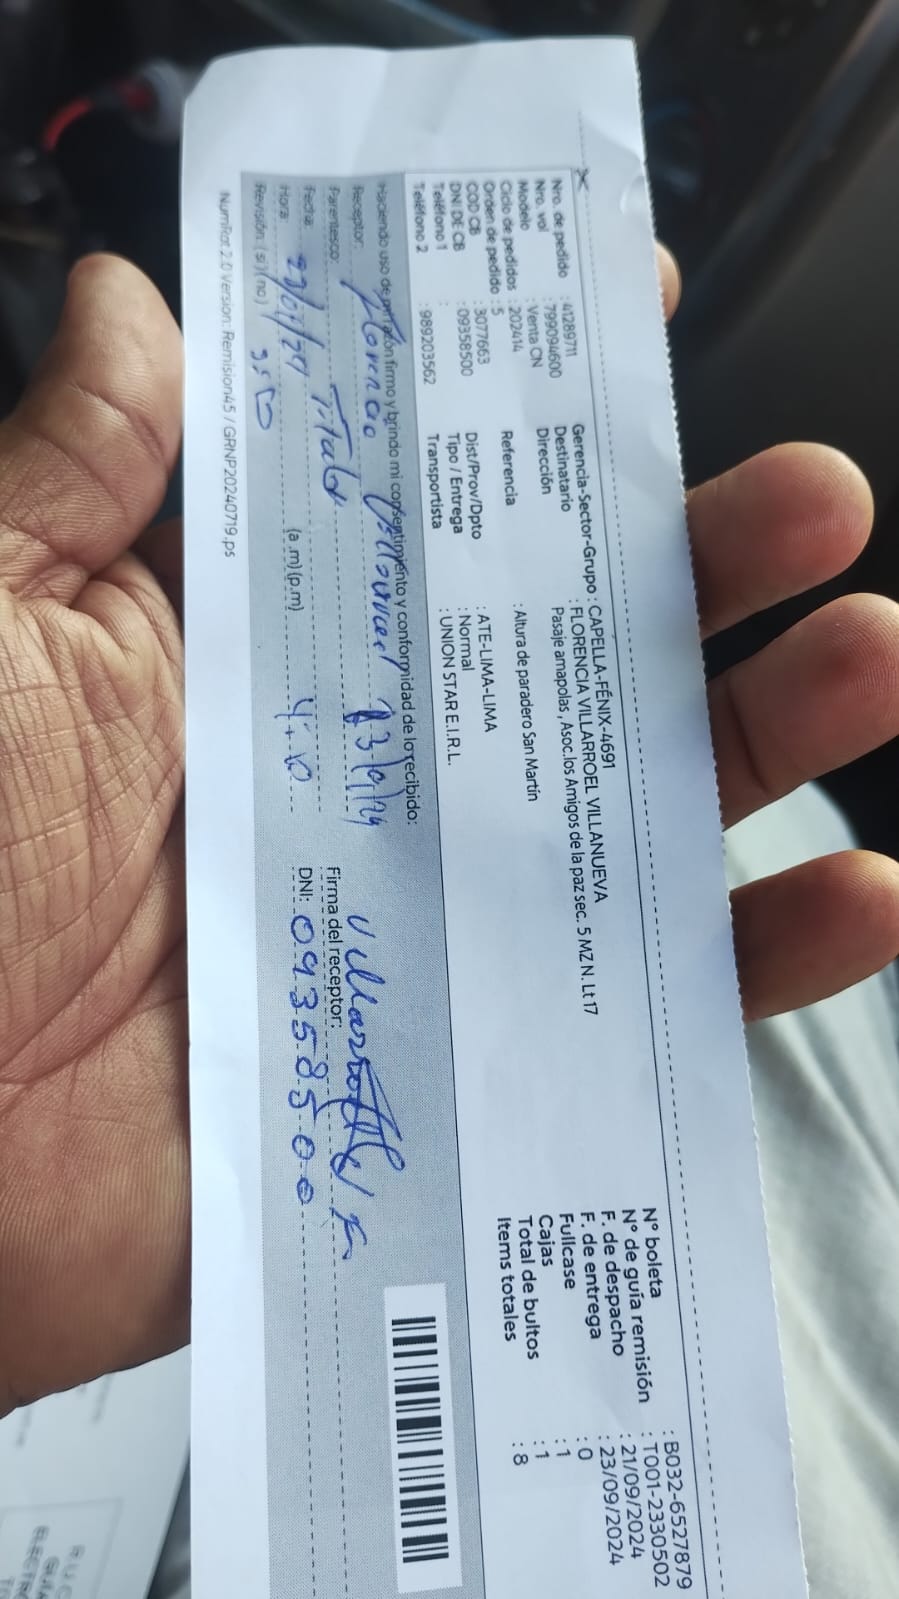 Nro. de pedido : 41289711
Nro. vol : 799094600
Modelo : Venta CN
Ciclo de pedidos : 202414
Orden de pedido : 5
COD CB : 3077663
DNI DE CB : 09358500
Teléfono 1 :
Teléfono 2 : 989203562
Gerencia-Sector-Grupo : CAPELLA-FÉNIX-4691
Destinatario : FLORENCIA VILLARROEL VILLANUEVA
Dirección Pasaje amapolas , Asoc.los Amigos de la paz sec. 5 MZ N. Lt 17
Referencia : Altura de paradero San Martín
Dist/Prov/Dpto : ATE-LIMA-LIMA
Tipo / Entrega : Normal
Transportista : UNION STAR E.I.R.L.
N° boleta : B032-6527879
N° de guía remisión : T001-2330502
F. de despacho : 21/09/2024
F. de entrega : 23/09/2024
Fullcase : 0
Cajas : 1
Total de bultos : 1
Items totales : 8
Haciendo uso de mi razón firmo y brindo mi consentimiento y conformidad de lo recibido:
Receptor:
Parentesco: Titular
Fecha:
Hora: (a.m)(p.m)
Revisión (si)(no)
Firma del receptor:
DNI: 09358500
NumRot 2.0 Version: Remision45 / GRNP20240719.ps